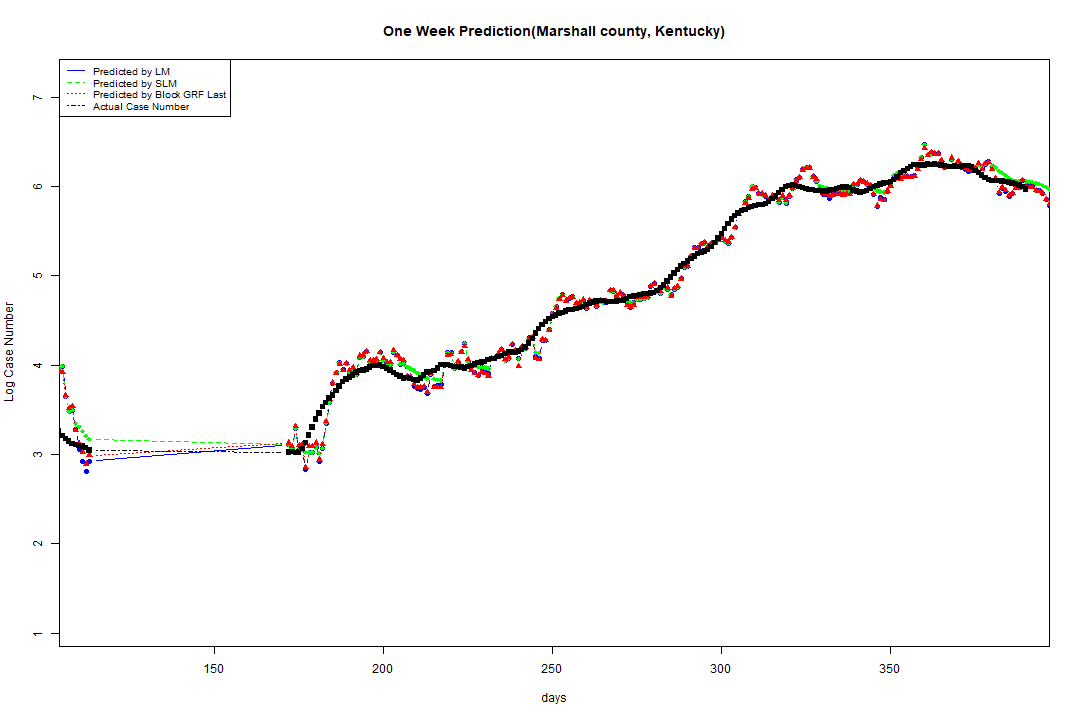 One Week Prediction(Marshall county, Kentucky)
Predicted by LM
Predicted by SLM
Predicted by Block GRF Last
Actual Case Number
7
6
5
4
3
2
1
Log Case Number
150 200 250 300 350
days